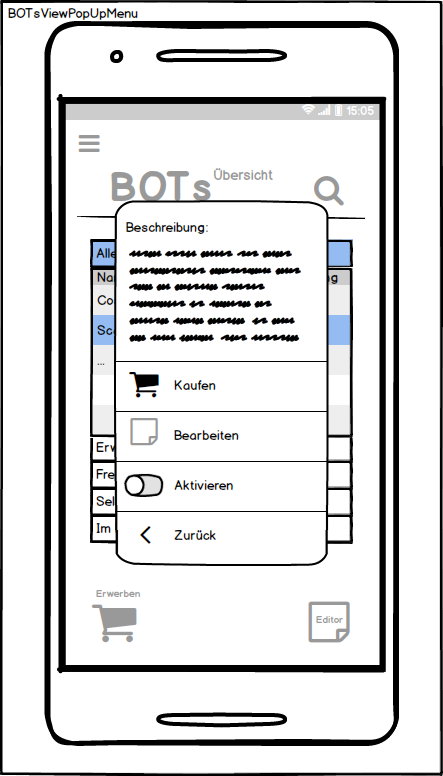 BOTsViewPopUpMenu
15:05
BOTs Übersicht
Beschreibung:
Alle
Na
g
Co
Sc
...
Kaufen
Bearbeiten
Erw
Fre
Aktivieren
Sel
Im
Zurück
Erwerben
Editor